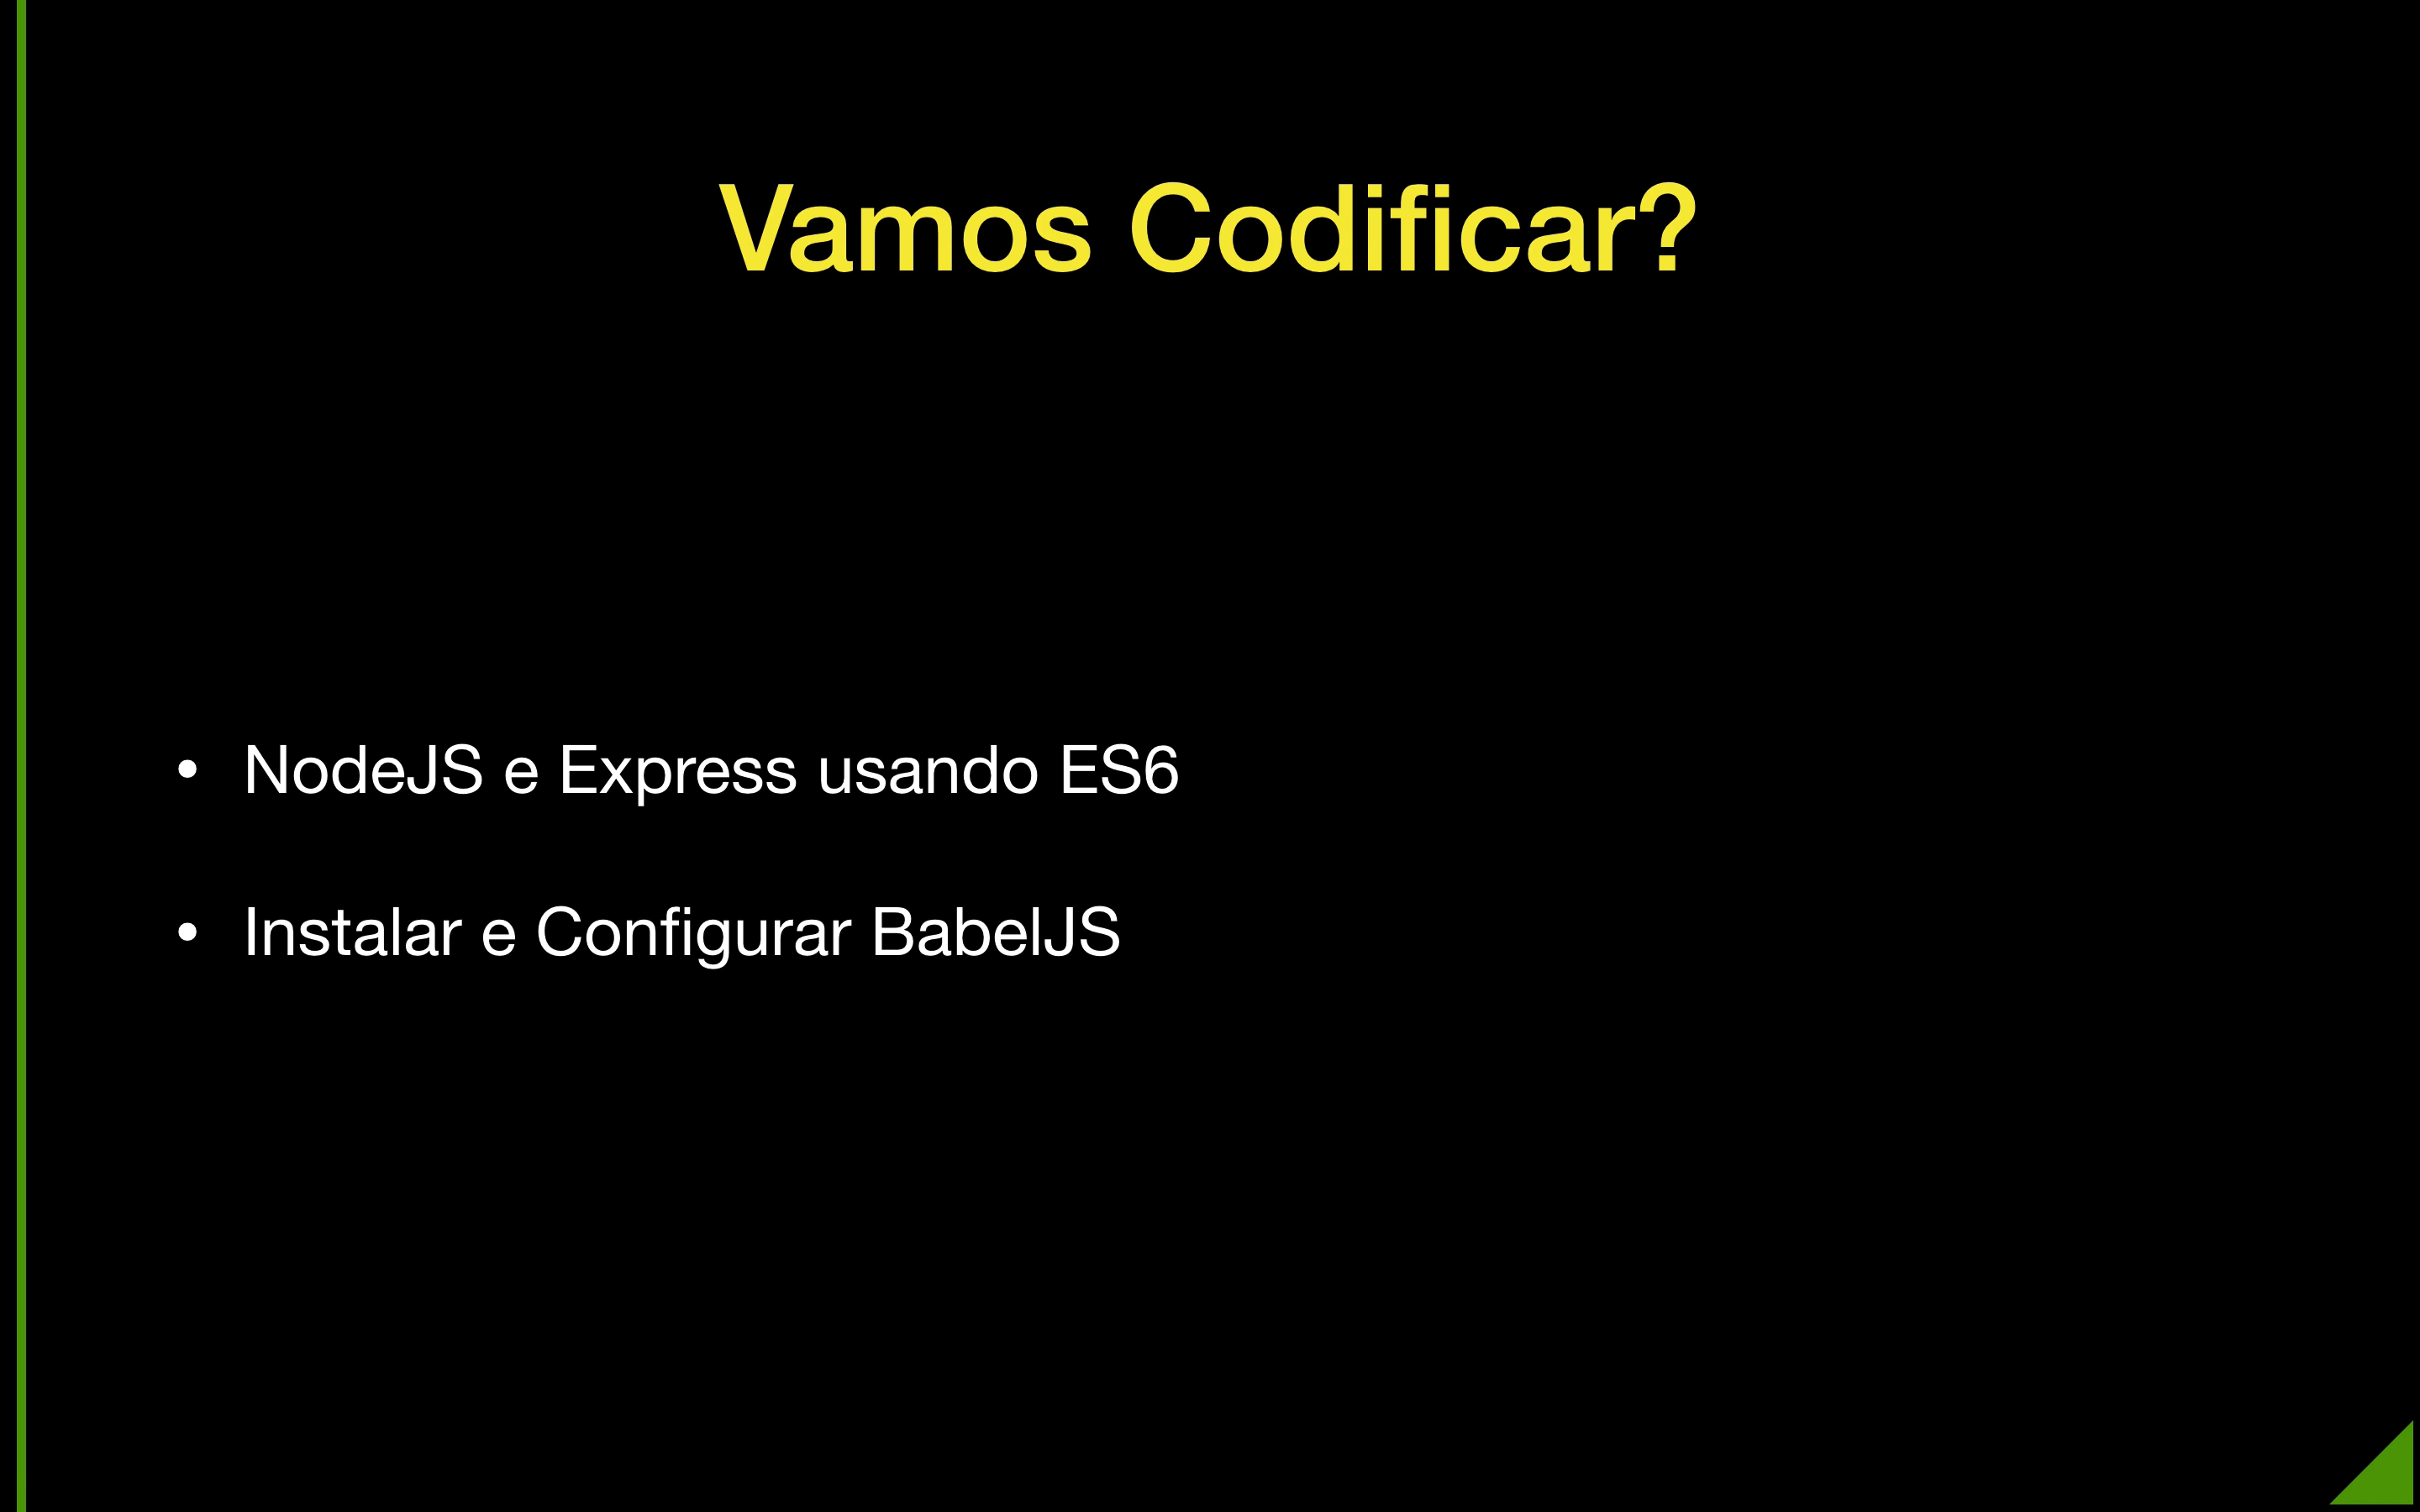 Vamos Codificar?
• NodeJS e Express usando ES6
• Instalar e Configurar BabelJS